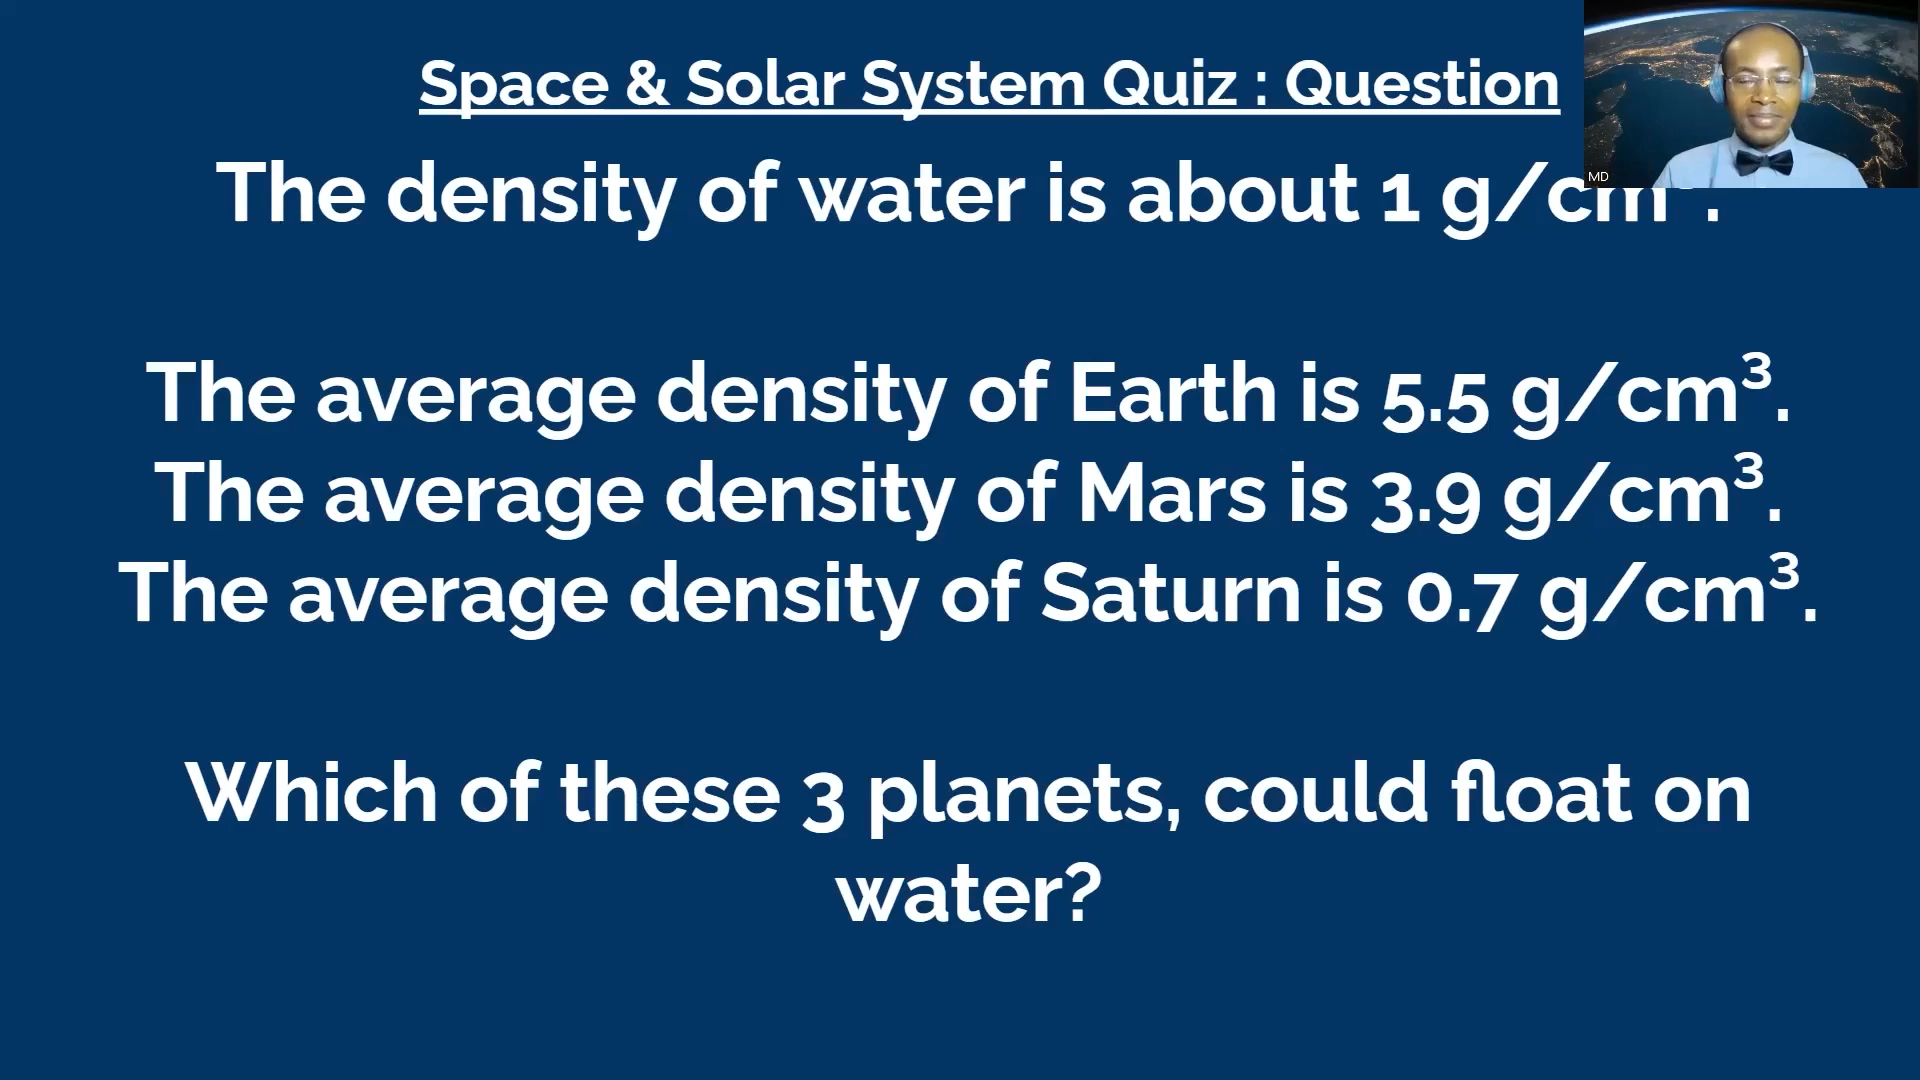 Space & Solar System Quiz : Question
MD
The density of water is about 1 g/cm³.
The average density of Earth is 5.5 g/cm³.
The average density of Mars is 3.9 g/cm³.
The average density of Saturn is 0.7 g/cm³.
Which of these 3 planets, could float on
water?